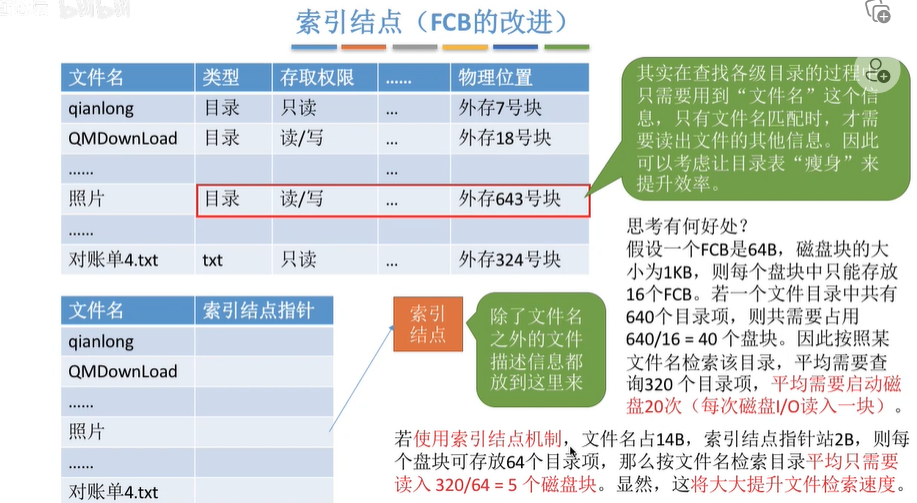 索引结点（FCB的改进）
文件名 类型 存取权限 …… 物理位置
qianlong 目录 只读 … 外存7号块
QMDownLoad 目录 读/写 … 外存18号块
…… …
照片 目录 读/写 … 外存643号块
……
对账单4.txt txt 只读 … 外存324号块
其实在查找各级目录的过程中
只需要用到“文件名”这个信
息，只有文件名匹配时，才需
要读出文件的其他信息。因此
可以考虑让目录表“瘦身”来
提升效率。
文件名 索引结点指针
qianlong
QMDownLoad
……
照片
……
对账单4.txt
索引
结点
除了文件名
之外的文件
描述信息都
放到这里来
思考有何好处？
假设一个FCB是64B，磁盘块的大
小为1KB，则每个盘块中只能存放
16个FCB。若一个文件目录中共有
640个目录项，则共需要占用
640/16 = 40 个盘块。因此按照某
文件名检索该目录，平均需要查
询320 个目录项，平均需要启动磁
盘20次（每次磁盘I/O读入一块）。
若使用索引结点机制，文件名占14B，索引结点指针站2B，则每
个盘块可存放64个目录项，那么按文件名检索目录平均只需要
读入 320/64 = 5 个磁盘块。显然，这将大大提升文件检索速度。